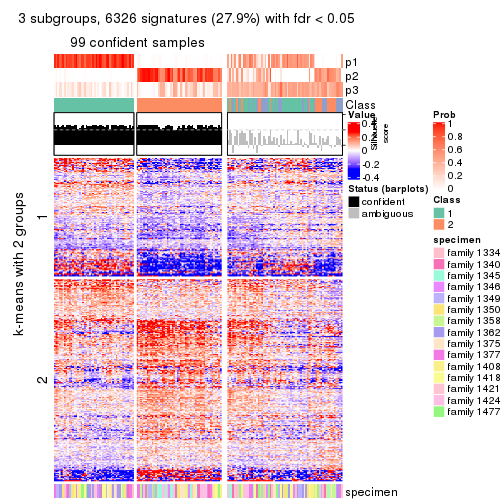 3 subgroups, 6326 signatures (27.9%) with fdr < 0.05
99 confident samples
p1
p2
p3
Class
k-means with 2 groups
1
2
specimen
Value
0.4
0.2
0
-0.2
-0.4
Silhouette
score
Status (barplots)
confident
ambiguous
Prob
1
0.8
0.6
0.4
0.2
0
Class
1
2
specimen
family 1334
family 1340
family 1345
family 1346
family 1349
family 1350
family 1358
family 1362
family 1375
family 1377
family 1408
family 1418
family 1421
family 1424
family 1477